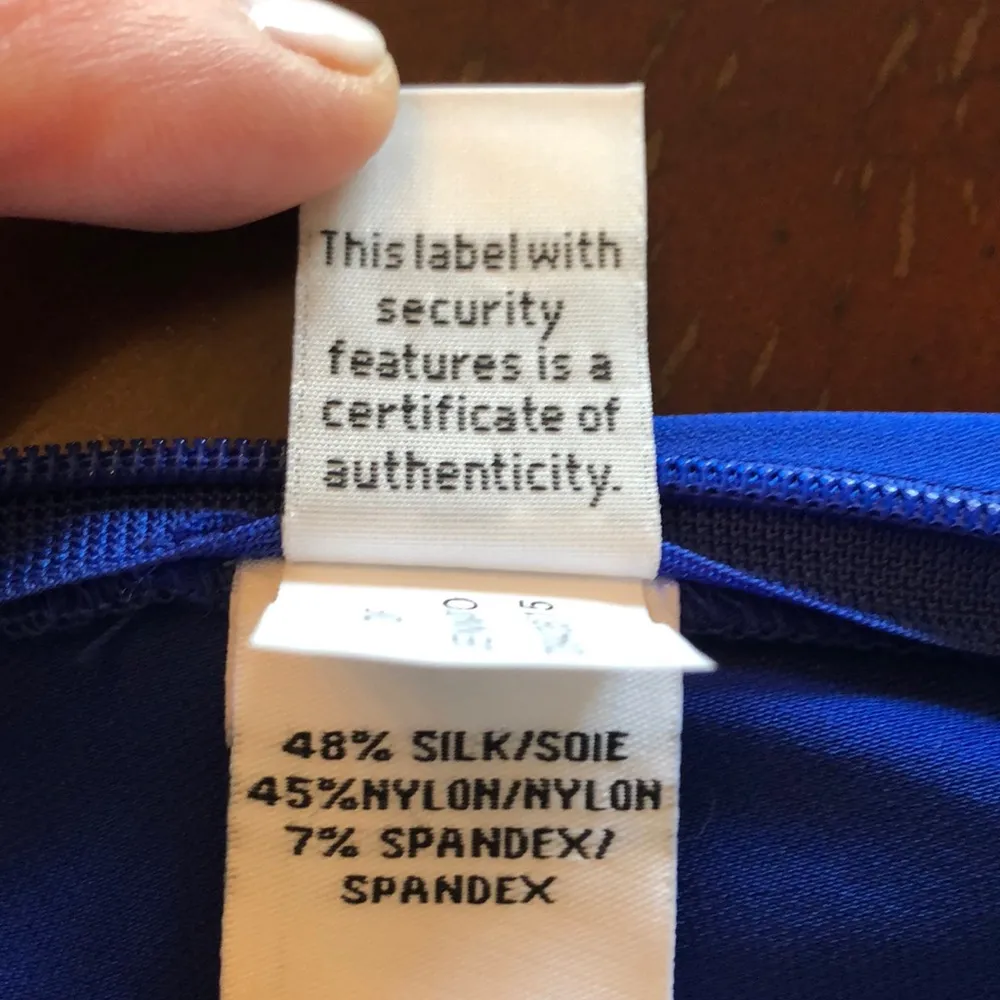 This label with
security
features is a
certificate of
authenticity.
48% SILK/SOIE
45%NYLON/NYLON
7% SPANDEX/
SPANDEX